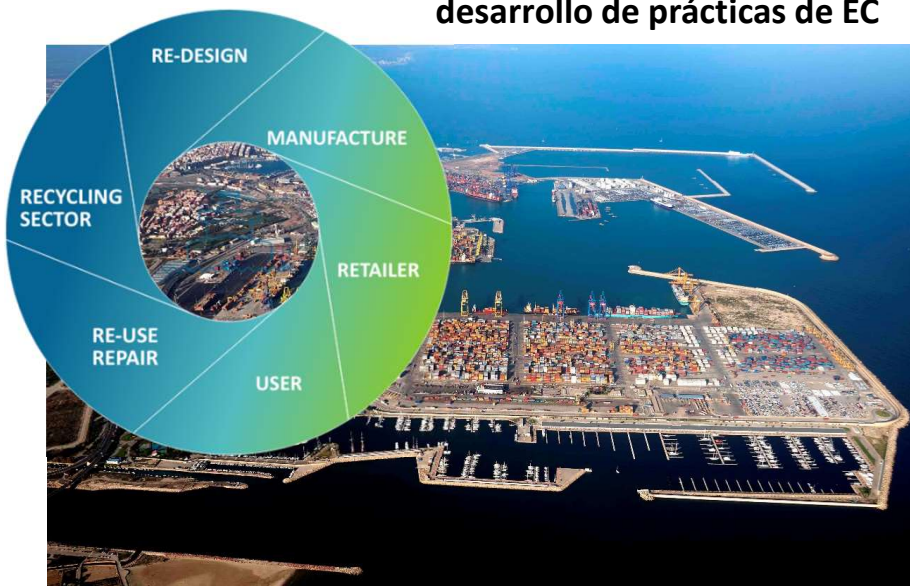 desarrollo de prácticas de EC
RE-DESIGN
MANUFACTURE
RETAILER
USER
RE-USE
REPAIR
RECYCLING
SECTOR